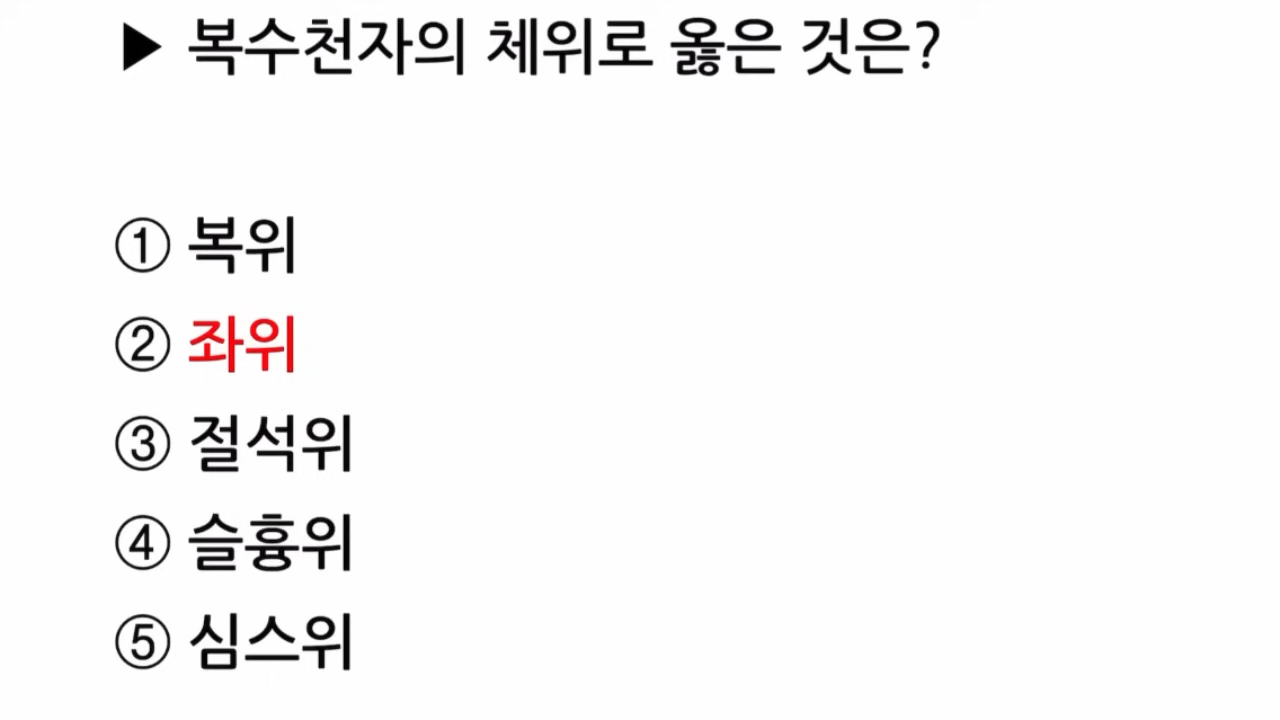 ▶ 복수천자의 체위로 옳은 것은?
① 복위
② 좌위
③ 절석위
④ 슬흉위
⑤ 심스위